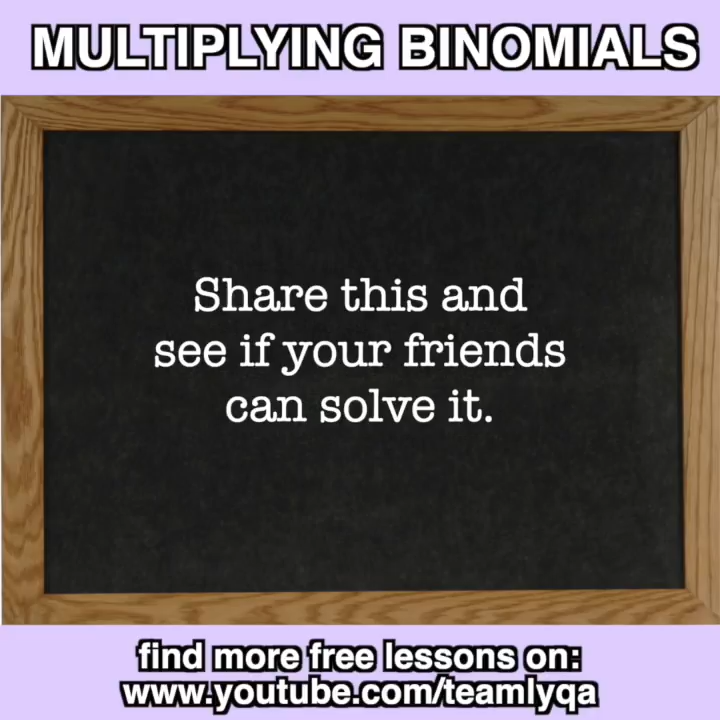 MULTIPLYING BINOMIALS
Share this and
see if your friends
can solve it.
find more free lessons on:
www.youtube.com/teamlyqa